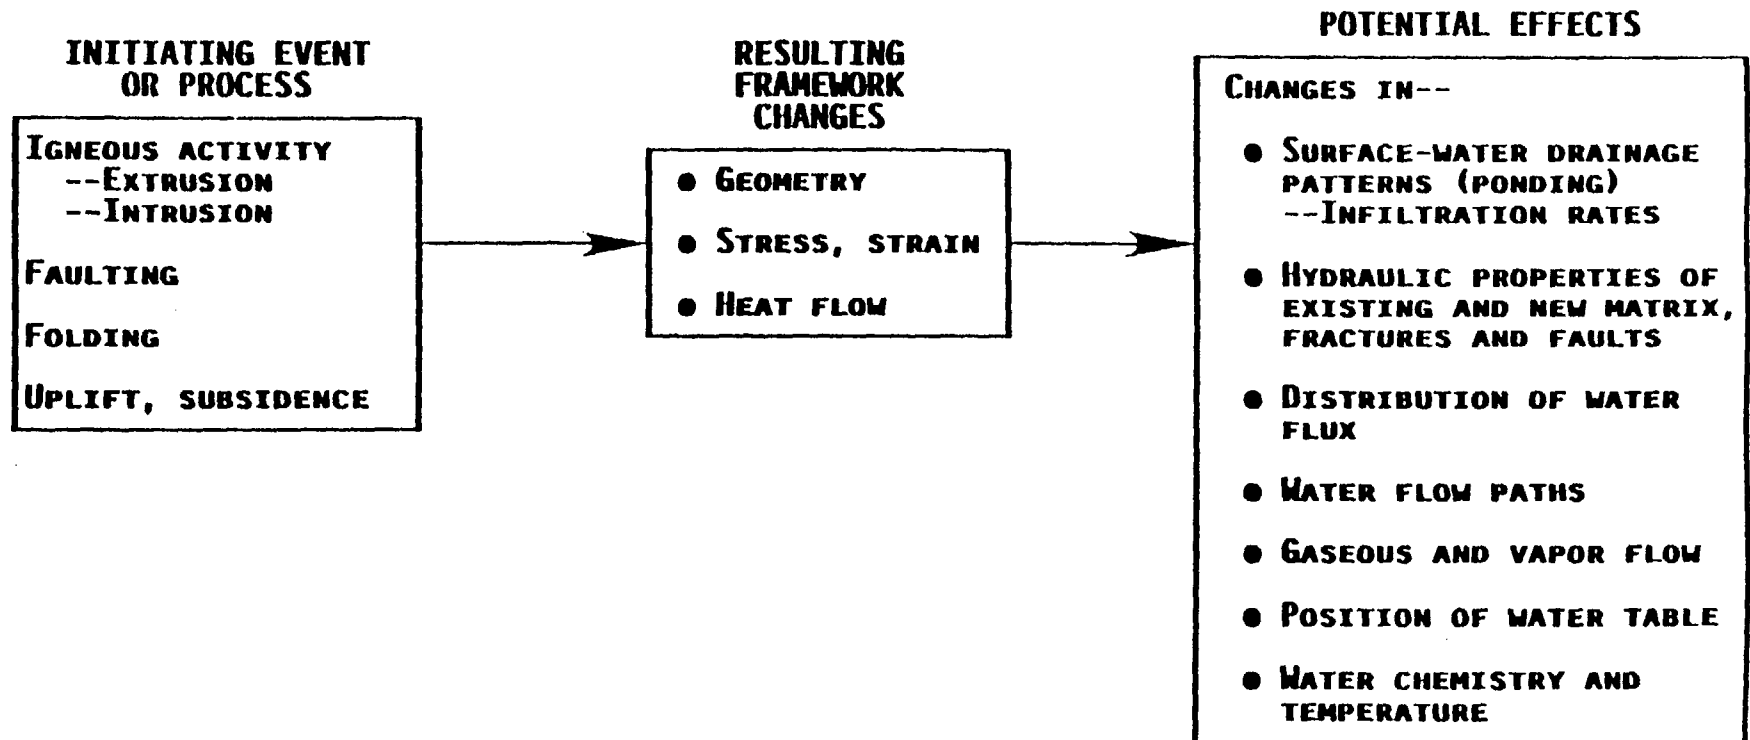 INITIATING EVENT
OR PROCESS
IGNEOUS ACTIVITY
--EXTRUSION
--INTRUSION
FAULTING
FOLDING
UPLIFT, SUBSIDENCE
RESULTING
FRAMEWORK
CHANGES
● GEOMETRY
● STRESS, STRAIN
● HEAT FLOW
POTENTIAL EFFECTS
CHANGES IN--
● SURFACE-WATER DRAINAGE
PATTERNS (PONDING)
--INFILTRATION RATES
● HYDRAULIC PROPERTIES OF
EXISTING AND NEW MATRIX,
FRACTURES AND FAULTS
● DISTRIBUTION OF WATER
FLUX
● WATER FLOW PATHS
● GASEOUS AND VAPOR FLOW
● POSITION OF WATER TABLE
● WATER CHEMISTRY AND
TEMPERATURE